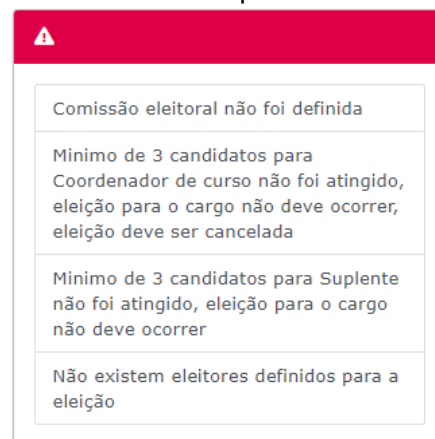 Comissão eleitoral não foi definida
Minimo de 3 candidatos para
Coordenador de curso não foi atingido,
eleição para o cargo não deve ocorrer,
eleição deve ser cancelada
Minimo de 3 candidatos para Suplente
não foi atingido, eleição para o cargo
não deve ocorrer
Não existem eleitores definidos para a
eleição